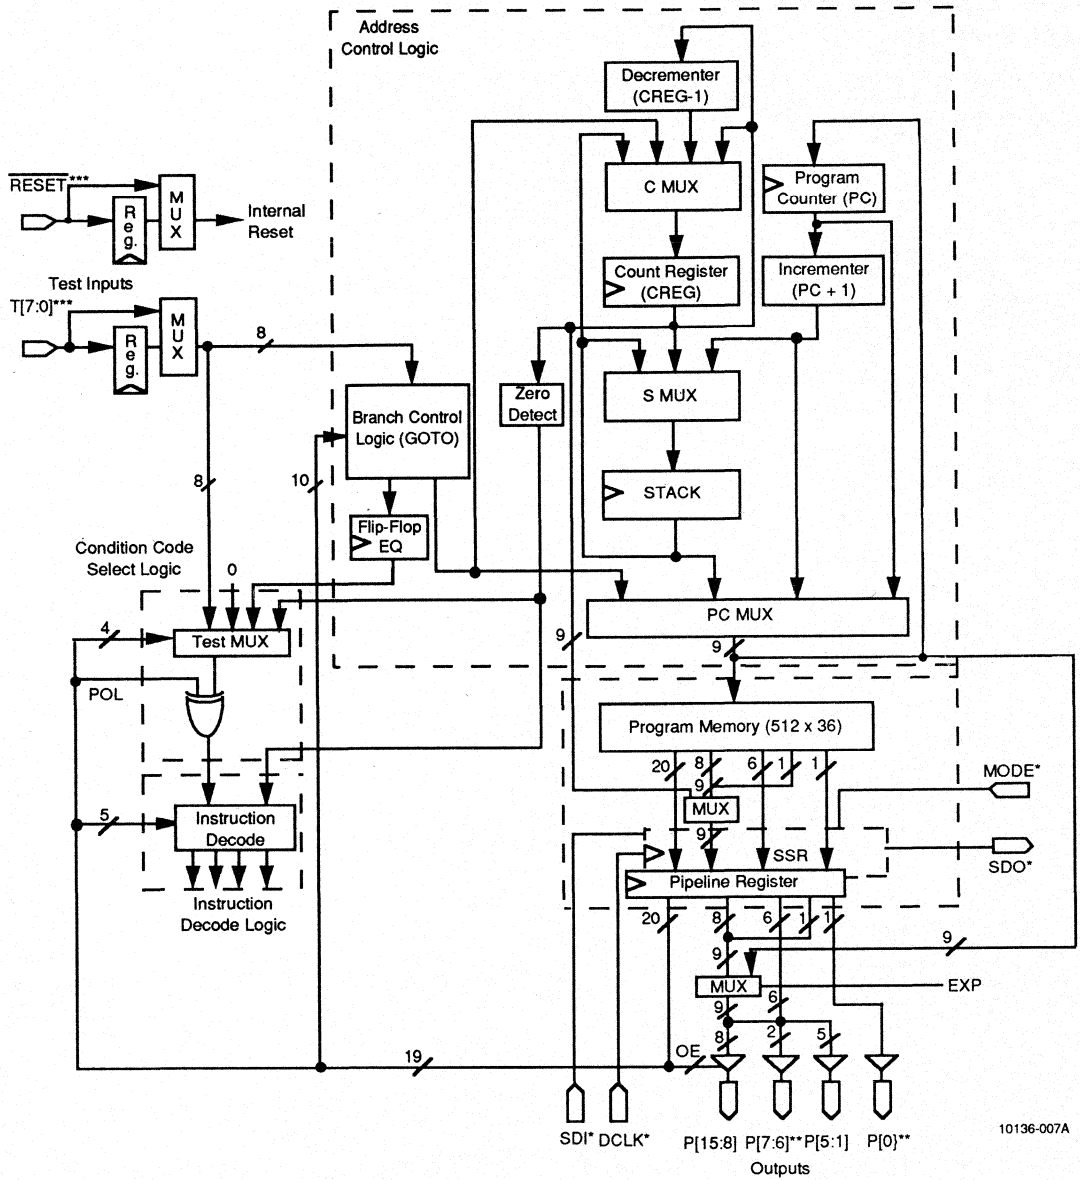 Address
Control Logic
Decrementer
(CREG-1)
C MUX
Program
Counter (PC)
RESET***
Reg.
MUX
Internal
Reset
Test Inputs
T[7:0]***
Reg.
MUX
8
Count Register
(CREG)
Incrementer
(PC + 1)
Branch Control
Logic (GOTO)
Zero
Detect
S MUX
8
10
STACK
Flip-Flop
EQ
Condition Code
Select Logic
0
4
Test MUX
POL
PC MUX
9
9
Program Memory (512 x 36)
20
8
6
1
1
9
MUX
MODE*
5
Instruction
Decode
9
SSR
SDO*
Pipeline Register
Instruction
Decode Logic
20
8
6
1
1
9
9
MUX
EXP
9
6
8
2
5
19
OE
SDI*
DCLK*
P[15:8]
P[7:6]**
P[5:1]
P[0}**
Outputs
10136-007A